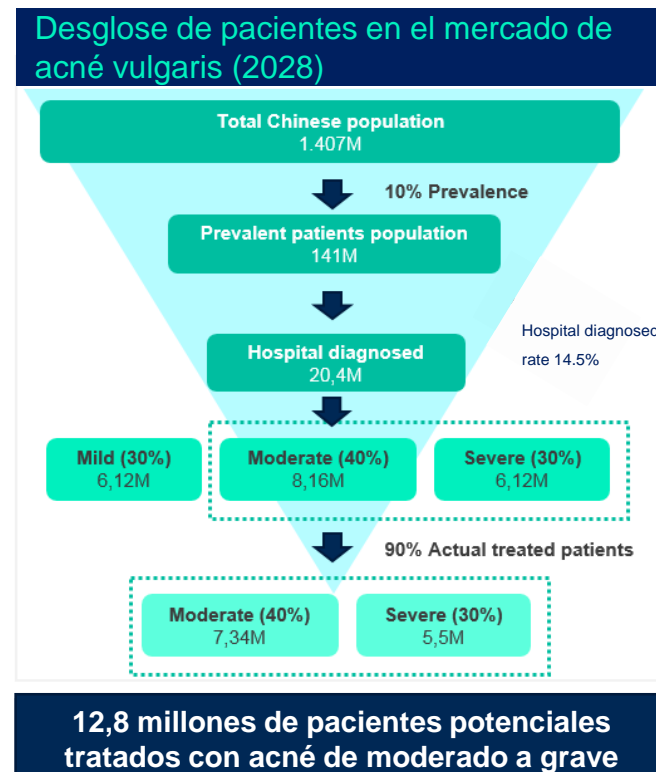 Desglose de pacientes en el mercado de
acné vulgaris (2028)
Total Chinese population
1.407M
10% Prevalence
Prevalent patients population
141M
Hospital diagnosed
rate 14.5%
Hospital diagnosed
20,4M
Mild (30%)
6,12M
Moderate (40%)
8,16M
Severe (30%)
6,12M
90% Actual treated patients
Moderate (40%)
7,34M
Severe (30%)
5,5M
12,8 millones de pacientes potenciales
tratados con acné de moderado a grave